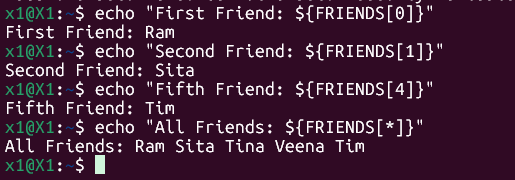 x1@X1:~$ echo "First Friend: ${FRIENDS[0]}"
First Friend: Ram
x1@X1:~$ echo "Second Friend: ${FRIENDS[1]}"
Second Friend: Sita
x1@X1:~$ echo "Fifth Friend: ${FRIENDS[4]}"
Fifth Friend: Tim
x1@X1:~$ echo "All Friends: ${FRIENDS[*]}"
All Friends: Ram Sita Tina Veena Tim
x1@X1:~$